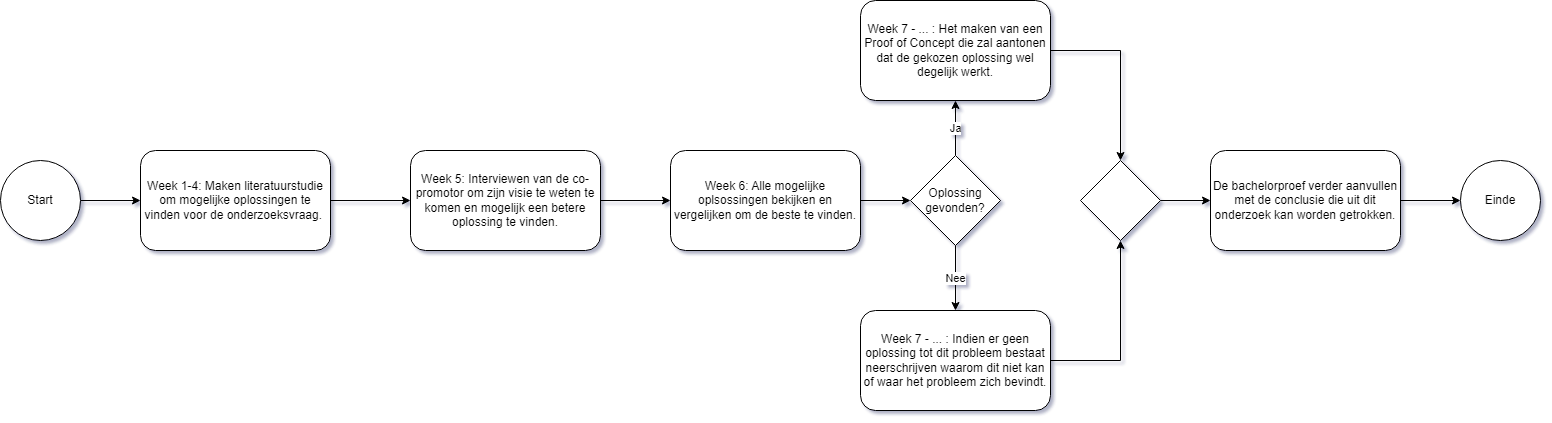 Start
Week 1-4: Maken literatuurstudie
om mogelijke oplossingen te
vinden voor de onderzoeksvraag.
Week 5: Interviewen van de co-
promotor om zijn visie te weten te
komen en mogelijk een betere
oplossing te vinden.
Week 6: Alle mogelijke
oplsossingen bekijken en
vergelijken om de beste te vinden.
Oplossing
gevonden?
Ja
Week 7 - ... : Het maken van een
Proof of Concept die zal aantonen
dat de gekozen oplossing wel
degelijk werkt.
Nee
Week 7 - ... : Indien er geen
oplossing tot dit probleem bestaat
neerschrijven waarom dit niet kan
of waar het probleem zich bevindt.
De bachelorproef verder aanvullen
met de conclusie die uit dit
onderzoek kan worden getrokken.
Einde